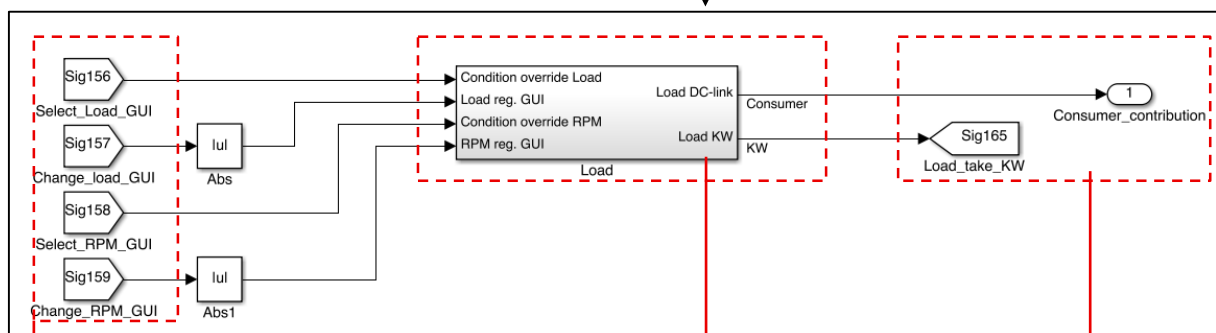 Sig156
Select_Load_GUI
Sig157
Change_load_GUI
|u|
Abs
Sig158
Select_RPM_GUI
Sig159
Change_RPM_GUI
|u|
Abs1
Condition override Load
Load reg. GUI
Condition override RPM
RPM reg. GUI
Load DC-link
Load KW
Load
Consumer
KW
1
Consumer_contribution
Sig165
Load_take_KW